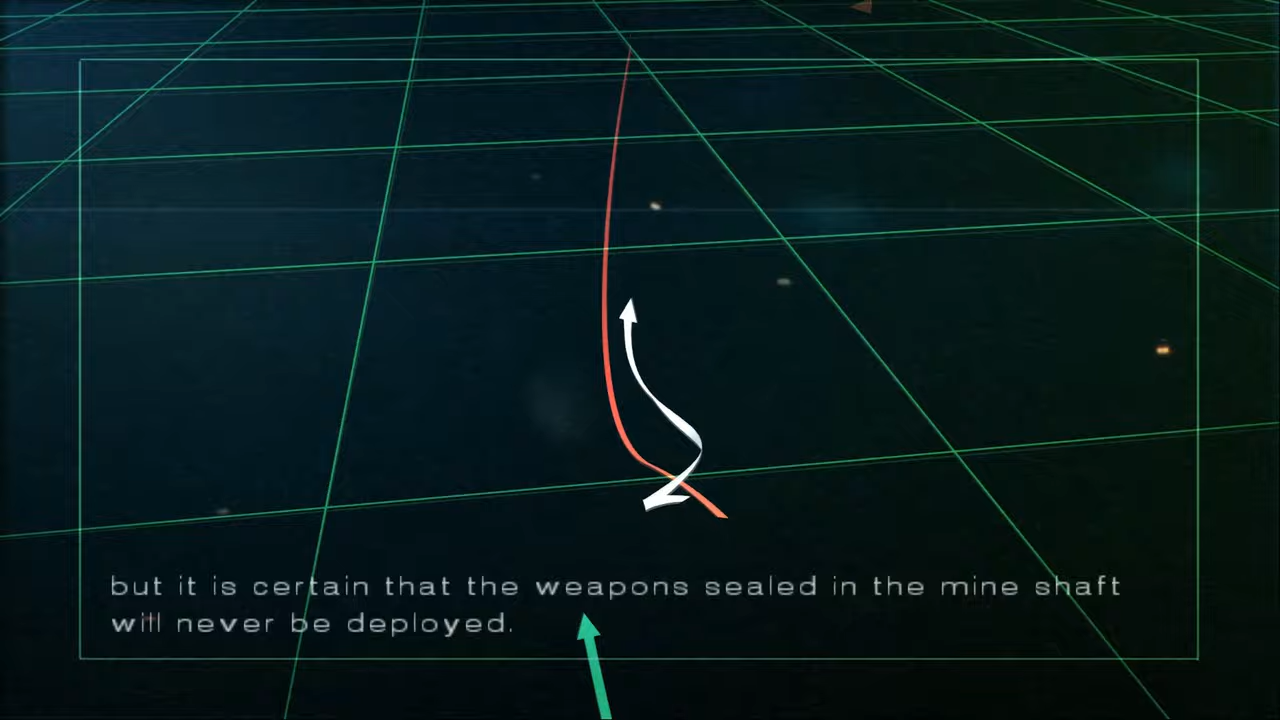 but it is certain that the weapons sealed in the mine shaft
will never be deployed.